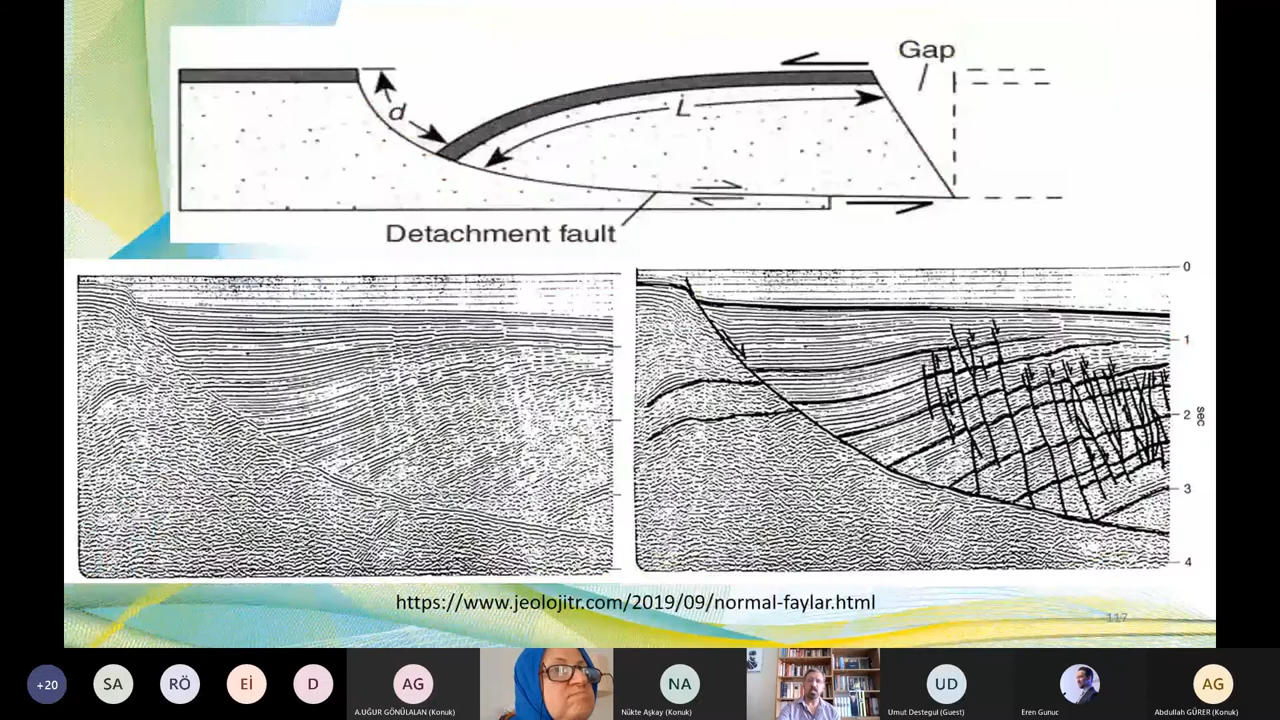 Gap
d
L
Detachment fault
0
1
2
sec
3
4
https://www.jeolojitr.com/2019/09/normal-faylar.html
117
+20
SA
RÖ
Eİ
D
AG
A.UĞUR GÖNÜLALAN (Konuk)
NA
Nükte Aşkay (Konuk)
UD
Umut Destegul (Guest)
Eren Gunuc
AG
Abdullah GÜRER (Konuk)